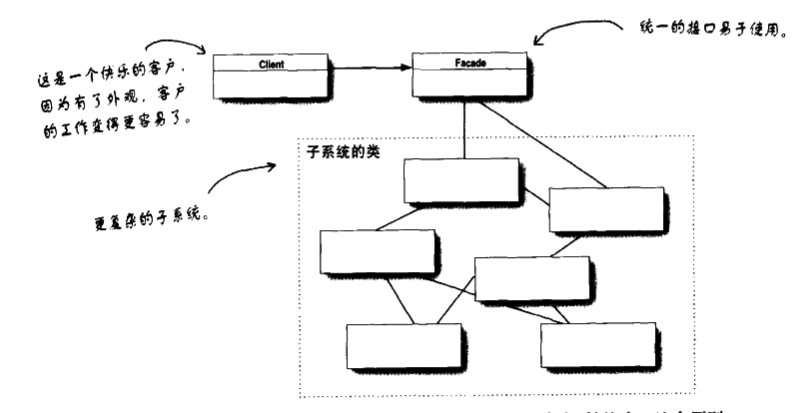 统一的接口易于使用。
这是一个快乐的客户，
因为有了外观，客户
的工作变得更容易了。
Client
Facade
子系统的类
更复杂的子系统。